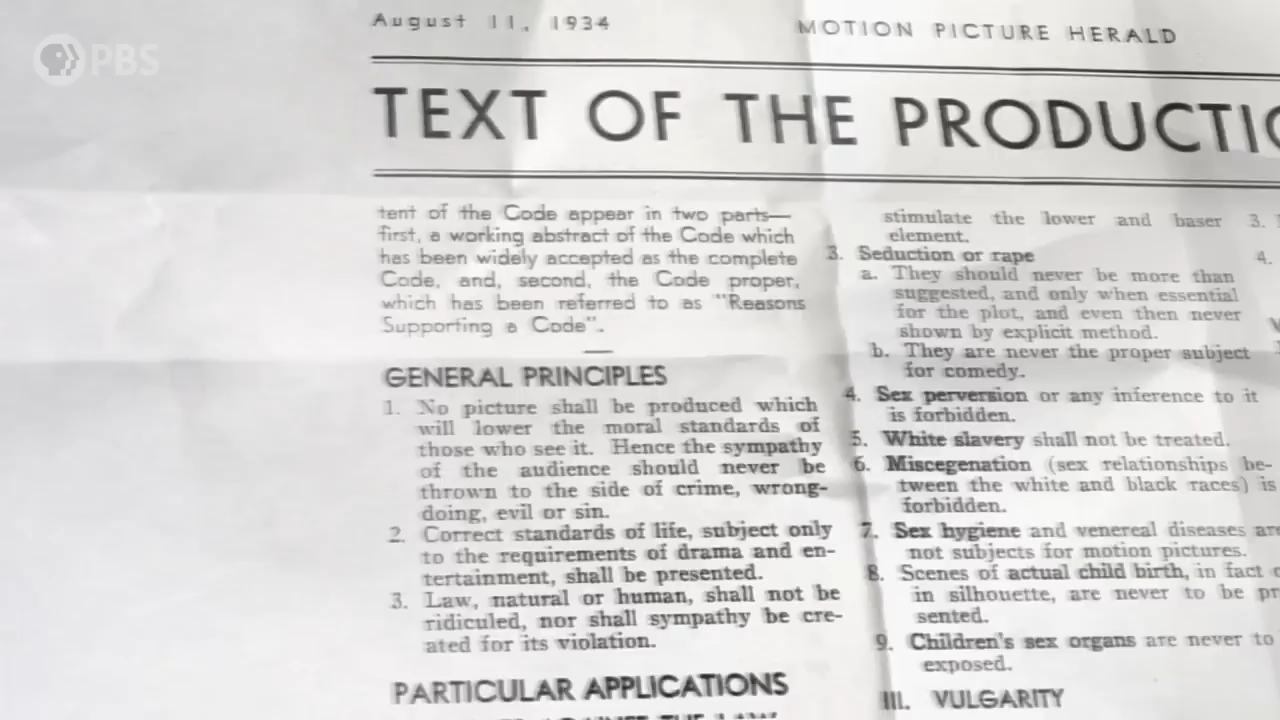 PBS
August 11, 1934
MOTION PICTURE HERALD
TEXT OF THE PRODUCTIO
tent of the Code appear in two parts—
first, a working abstract of the Code which
has been widely accepted as the complete
Code, and, second, the Code proper,
which has been referred to as "Reasons
Supporting a Code".
GENERAL PRINCIPLES
1. No picture shall be produced which
will lower the moral standards of
those who see it. Hence the sympathy
of the audience should never be
thrown to the side of crime, wrong-
doing, evil or sin.
2. Correct standards of life, subject only
to the requirements of drama and en-
tertainment, shall be presented.
3. Law, natural or human, shall not be
ridiculed, nor shall sympathy be cre-
ated for its violation.
PARTICULAR APPLICATIONS
stimulate the lower and baser
element.
3. Seduction or rape
a. They should never be more than
suggested, and only when essential
for the plot, and even then never
shown by explicit method.
b. They are never the proper subject
for comedy.
4. Sex perversion or any inference to it
is forbidden.
5. White slavery shall not be treated.
6. Miscegenation (sex relationships be-
tween the white and black races) is
forbidden.
7. Sex hygiene and venereal diseases are
not subjects for motion pictures.
8. Scenes of actual child birth, in fact o
in silhouette, are never to be pr
sented.
9. Children's sex organs are never to
exposed.
III. VULGARITY
3.
4.